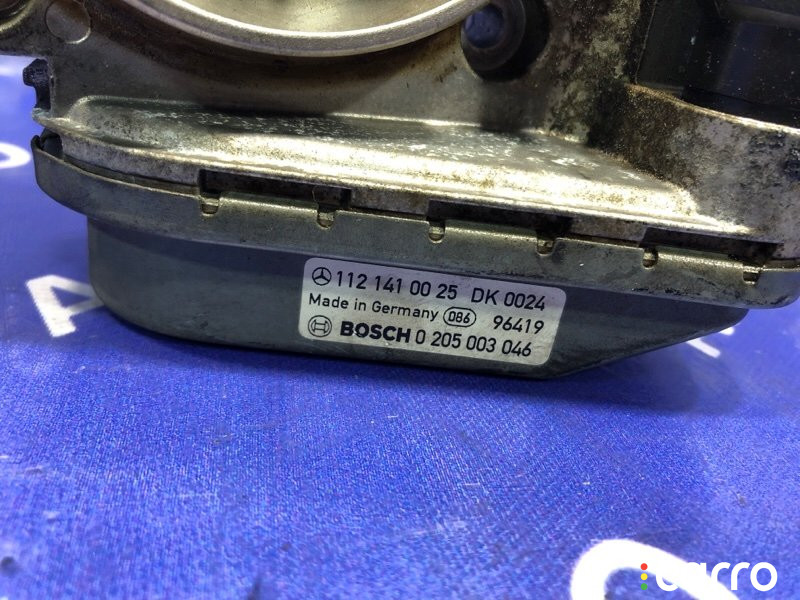 112 141 00 25 DK 0024
Made in Germany 086 96419
BOSCH 0 205 003 046
carro